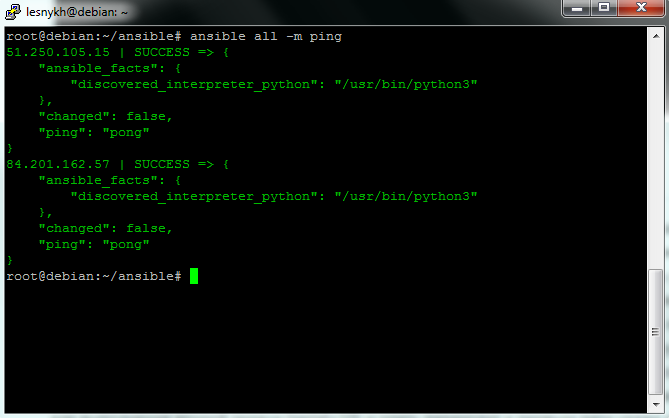 lesnykh@debian: ~
root@debian:~/ansible# ansible all -m ping
51.250.105.15 | SUCCESS => {
    "ansible_facts": {
        "discovered_interpreter_python": "/usr/bin/python3"
    },
    "changed": false,
    "ping": "pong"
}
84.201.162.57 | SUCCESS => {
    "ansible_facts": {
        "discovered_interpreter_python": "/usr/bin/python3"
    },
    "changed": false,
    "ping": "pong"
}
root@debian:~/ansible#